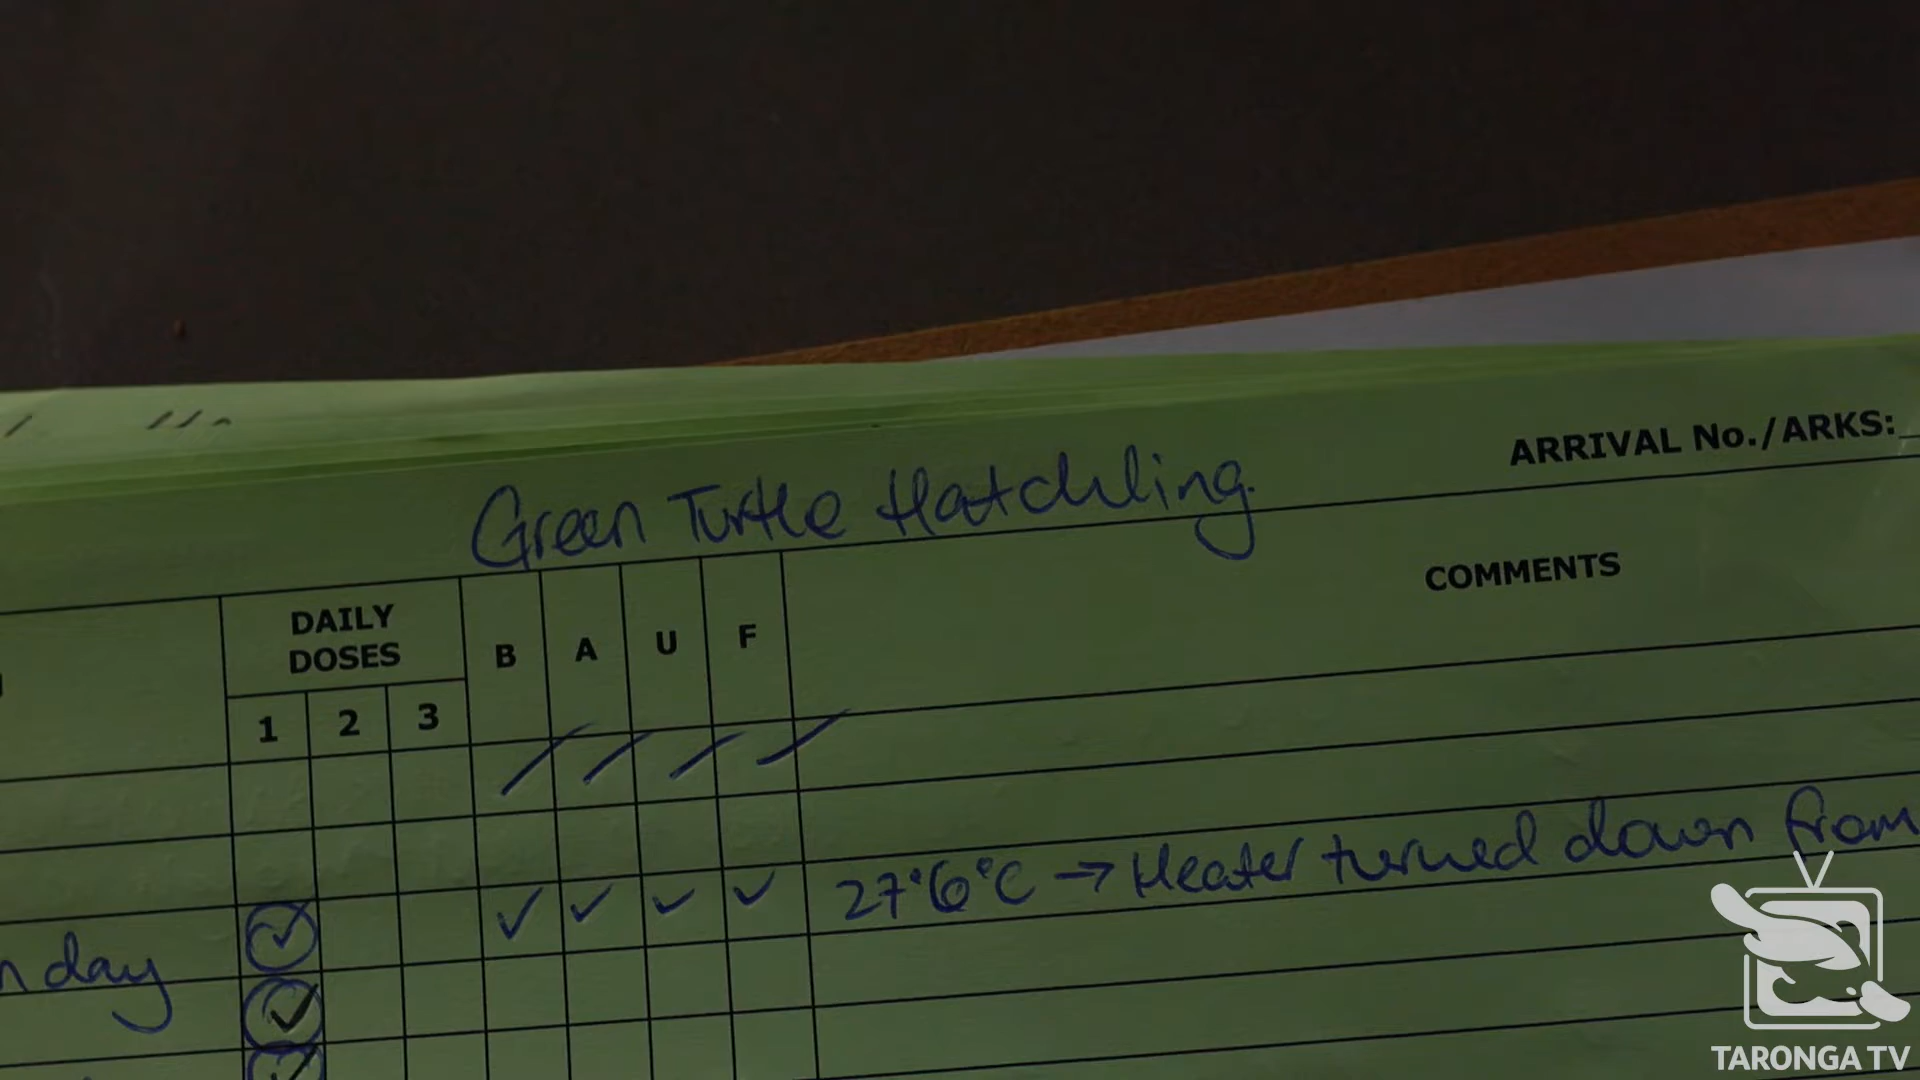 Green Turtle Hatchling.
ARRIVAL No./ARKS:
DAILY DOSES
B A U F
COMMENTS
1 2 3
27.6°C → Heater turned down from
day
TARONGA TV